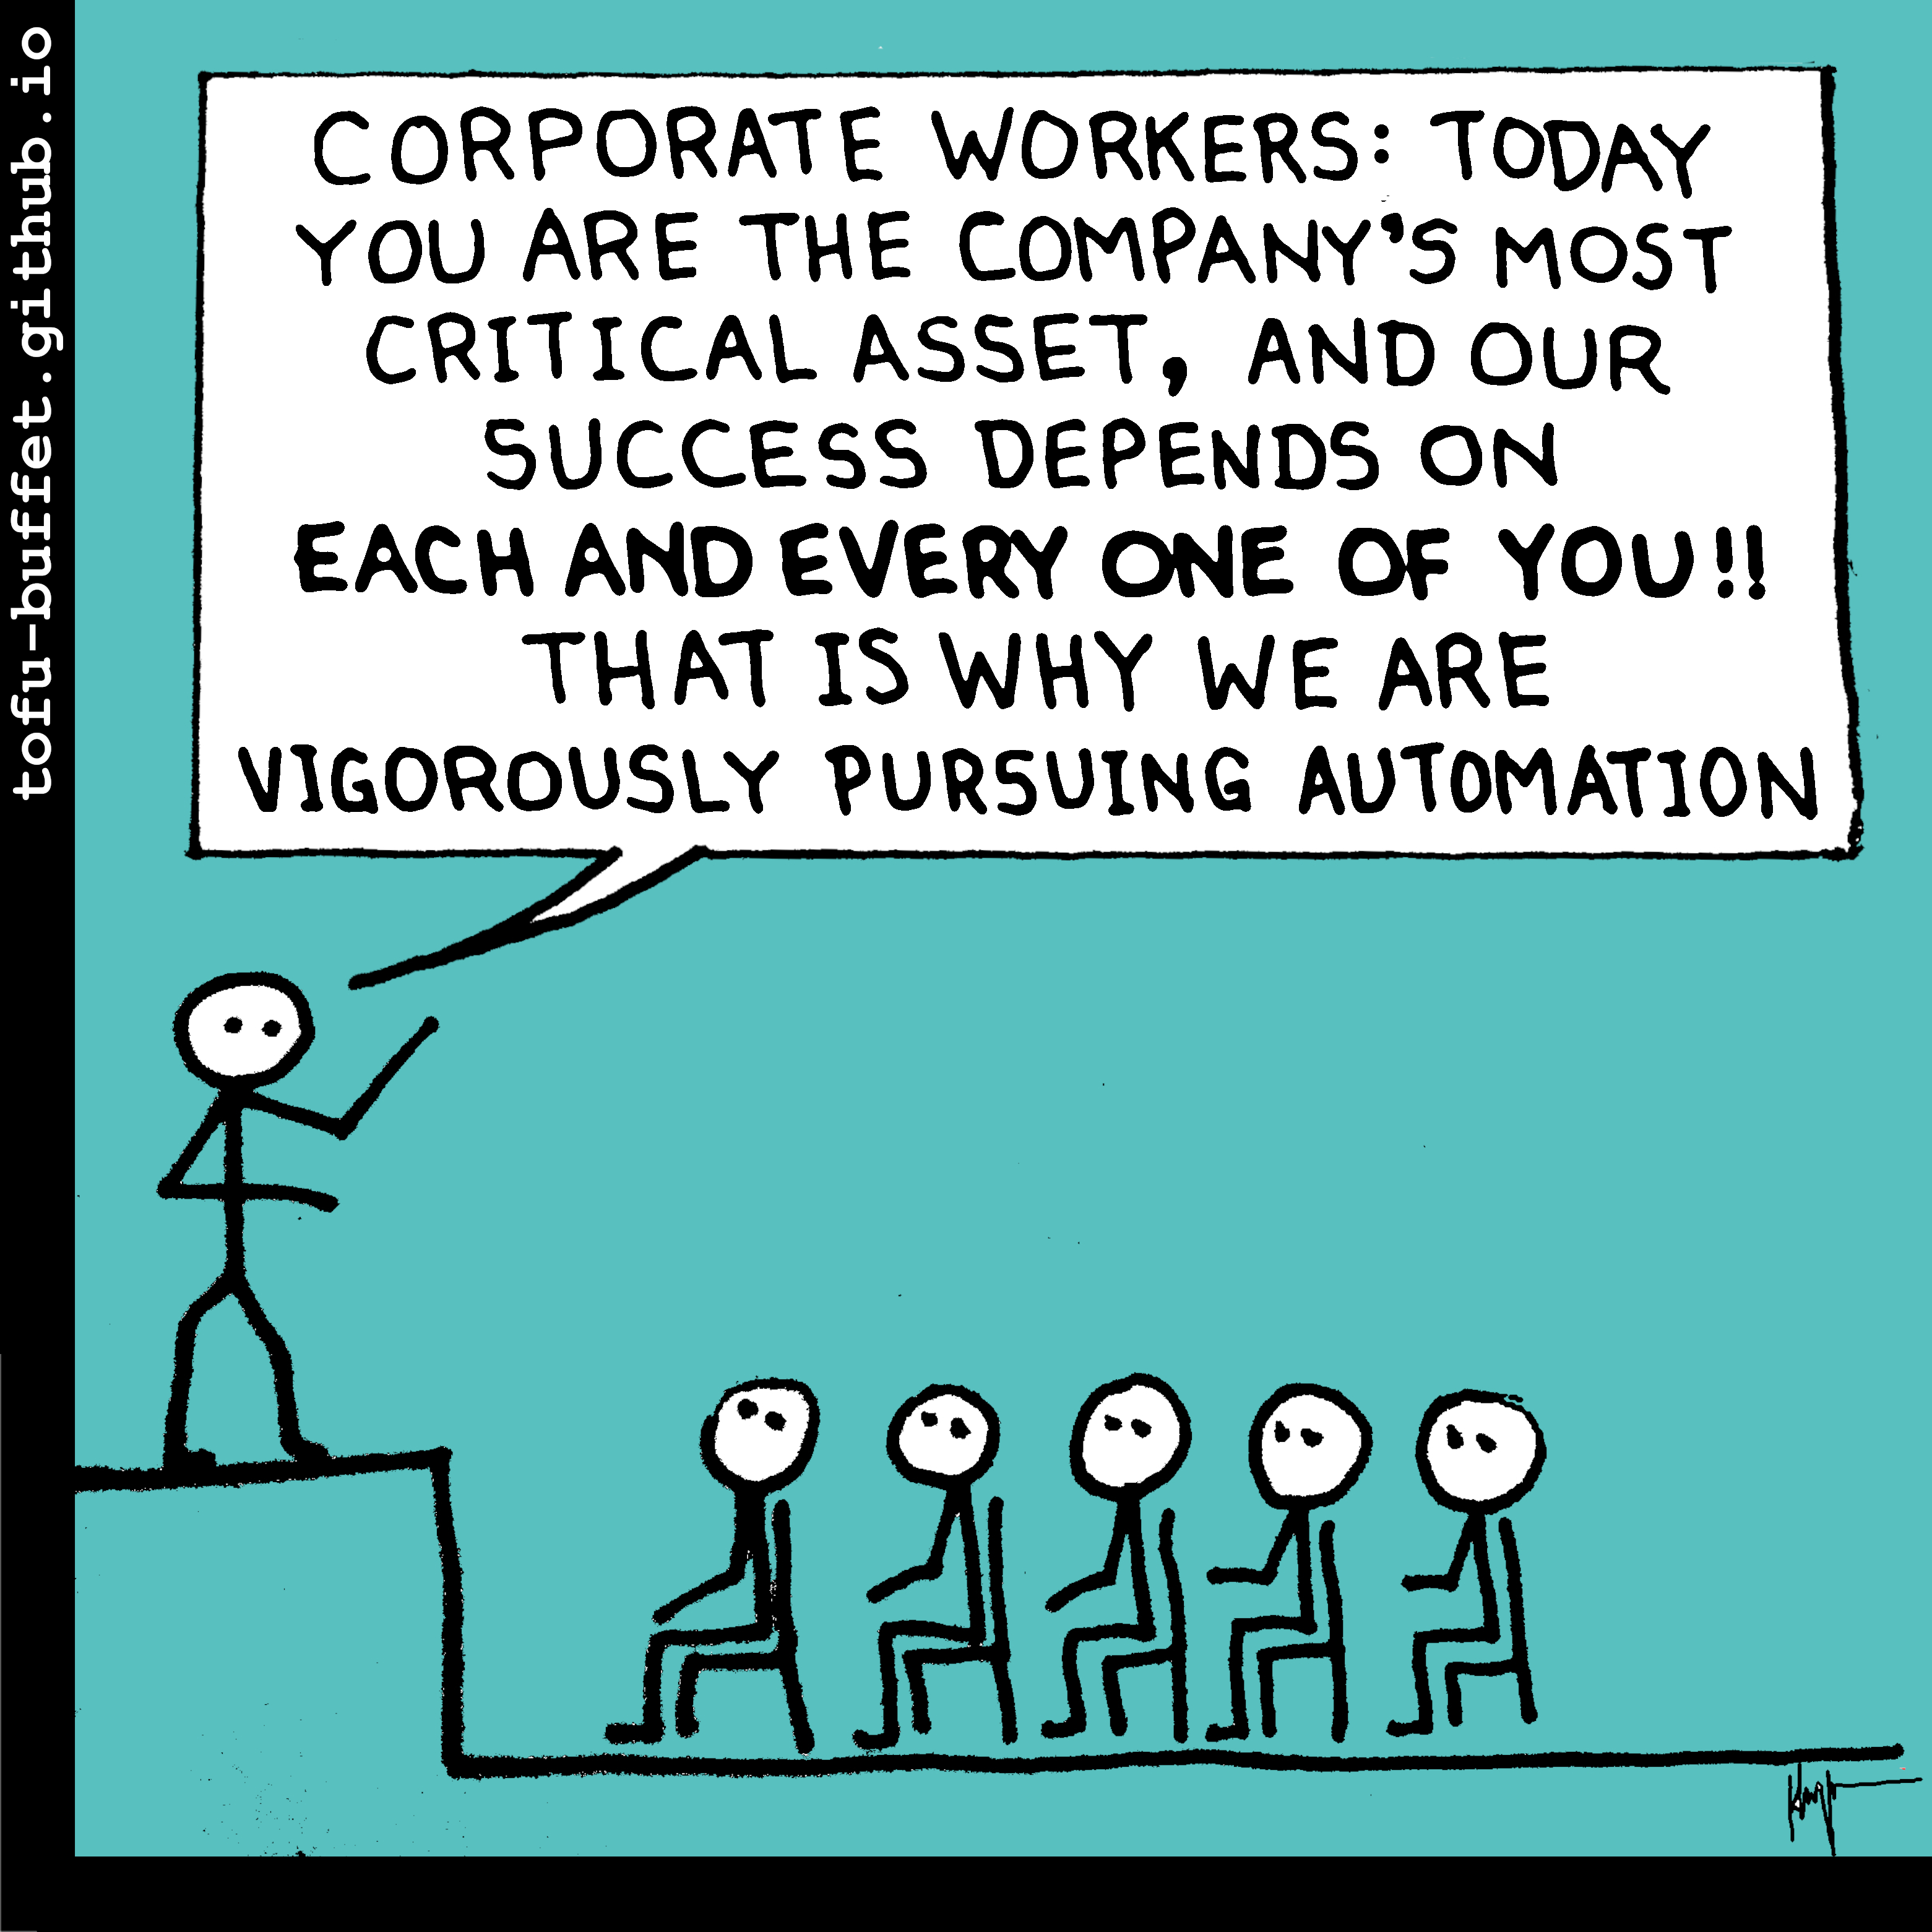 tofu-buffet.github.io
CORPORATE WORKERS: TODAY
YOU ARE THE COMPANY'S MOST
CRITICAL ASSET, AND OUR
SUCCESS DEPENDS ON
EACH AND EVERY ONE OF YOU!!
THAT IS WHY WE ARE
VIGOROUSLY PURSUING AUTOMATION